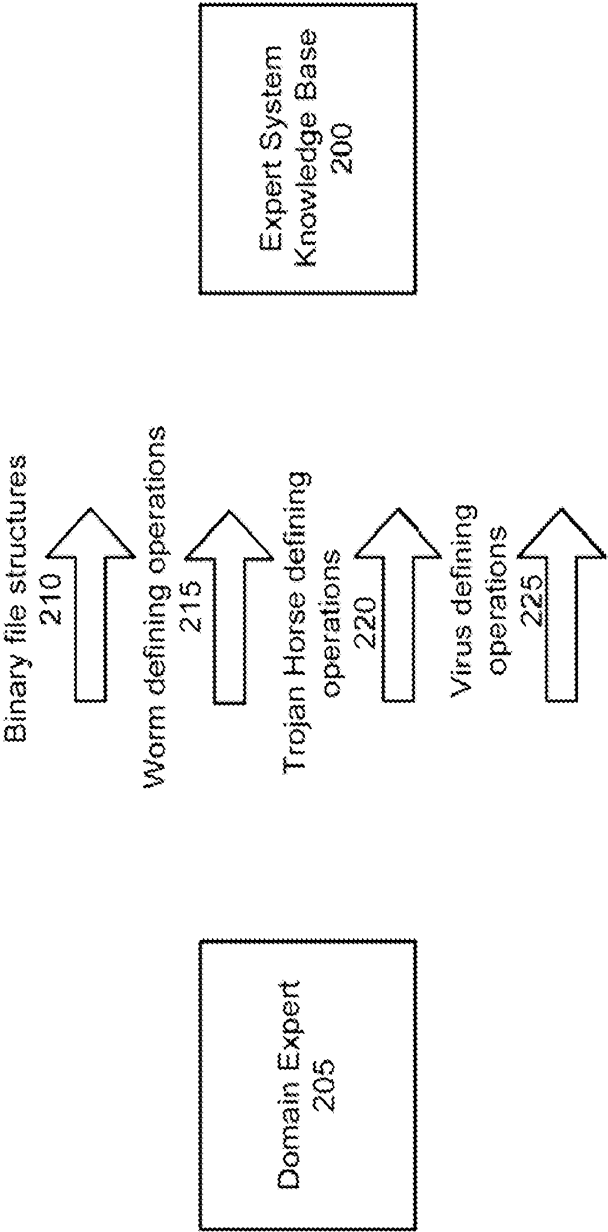 Domain Expert
205
Binary file structures
210
Worm defining operations
215
Trojan Horse defining
operations
220
Virus defining
operations
225
Expert System
Knowledge Base
200